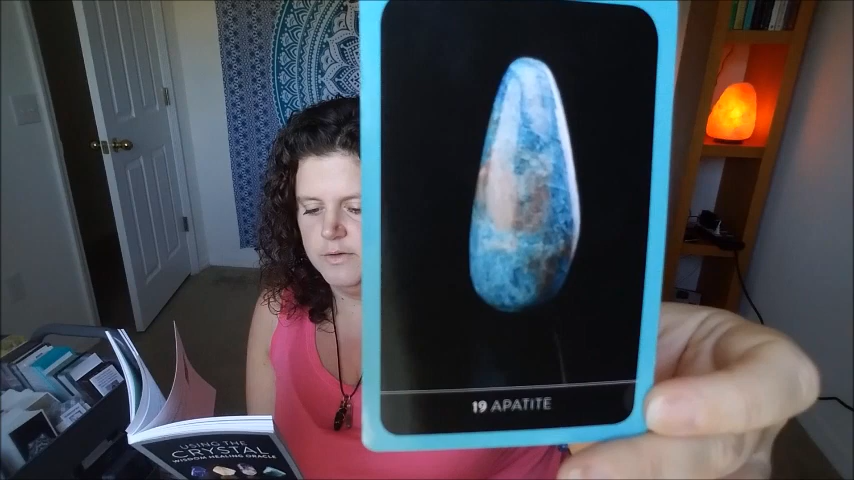 19 APATITE
USING THE
CRYSTAL
WISDOM HEALING ORACLE